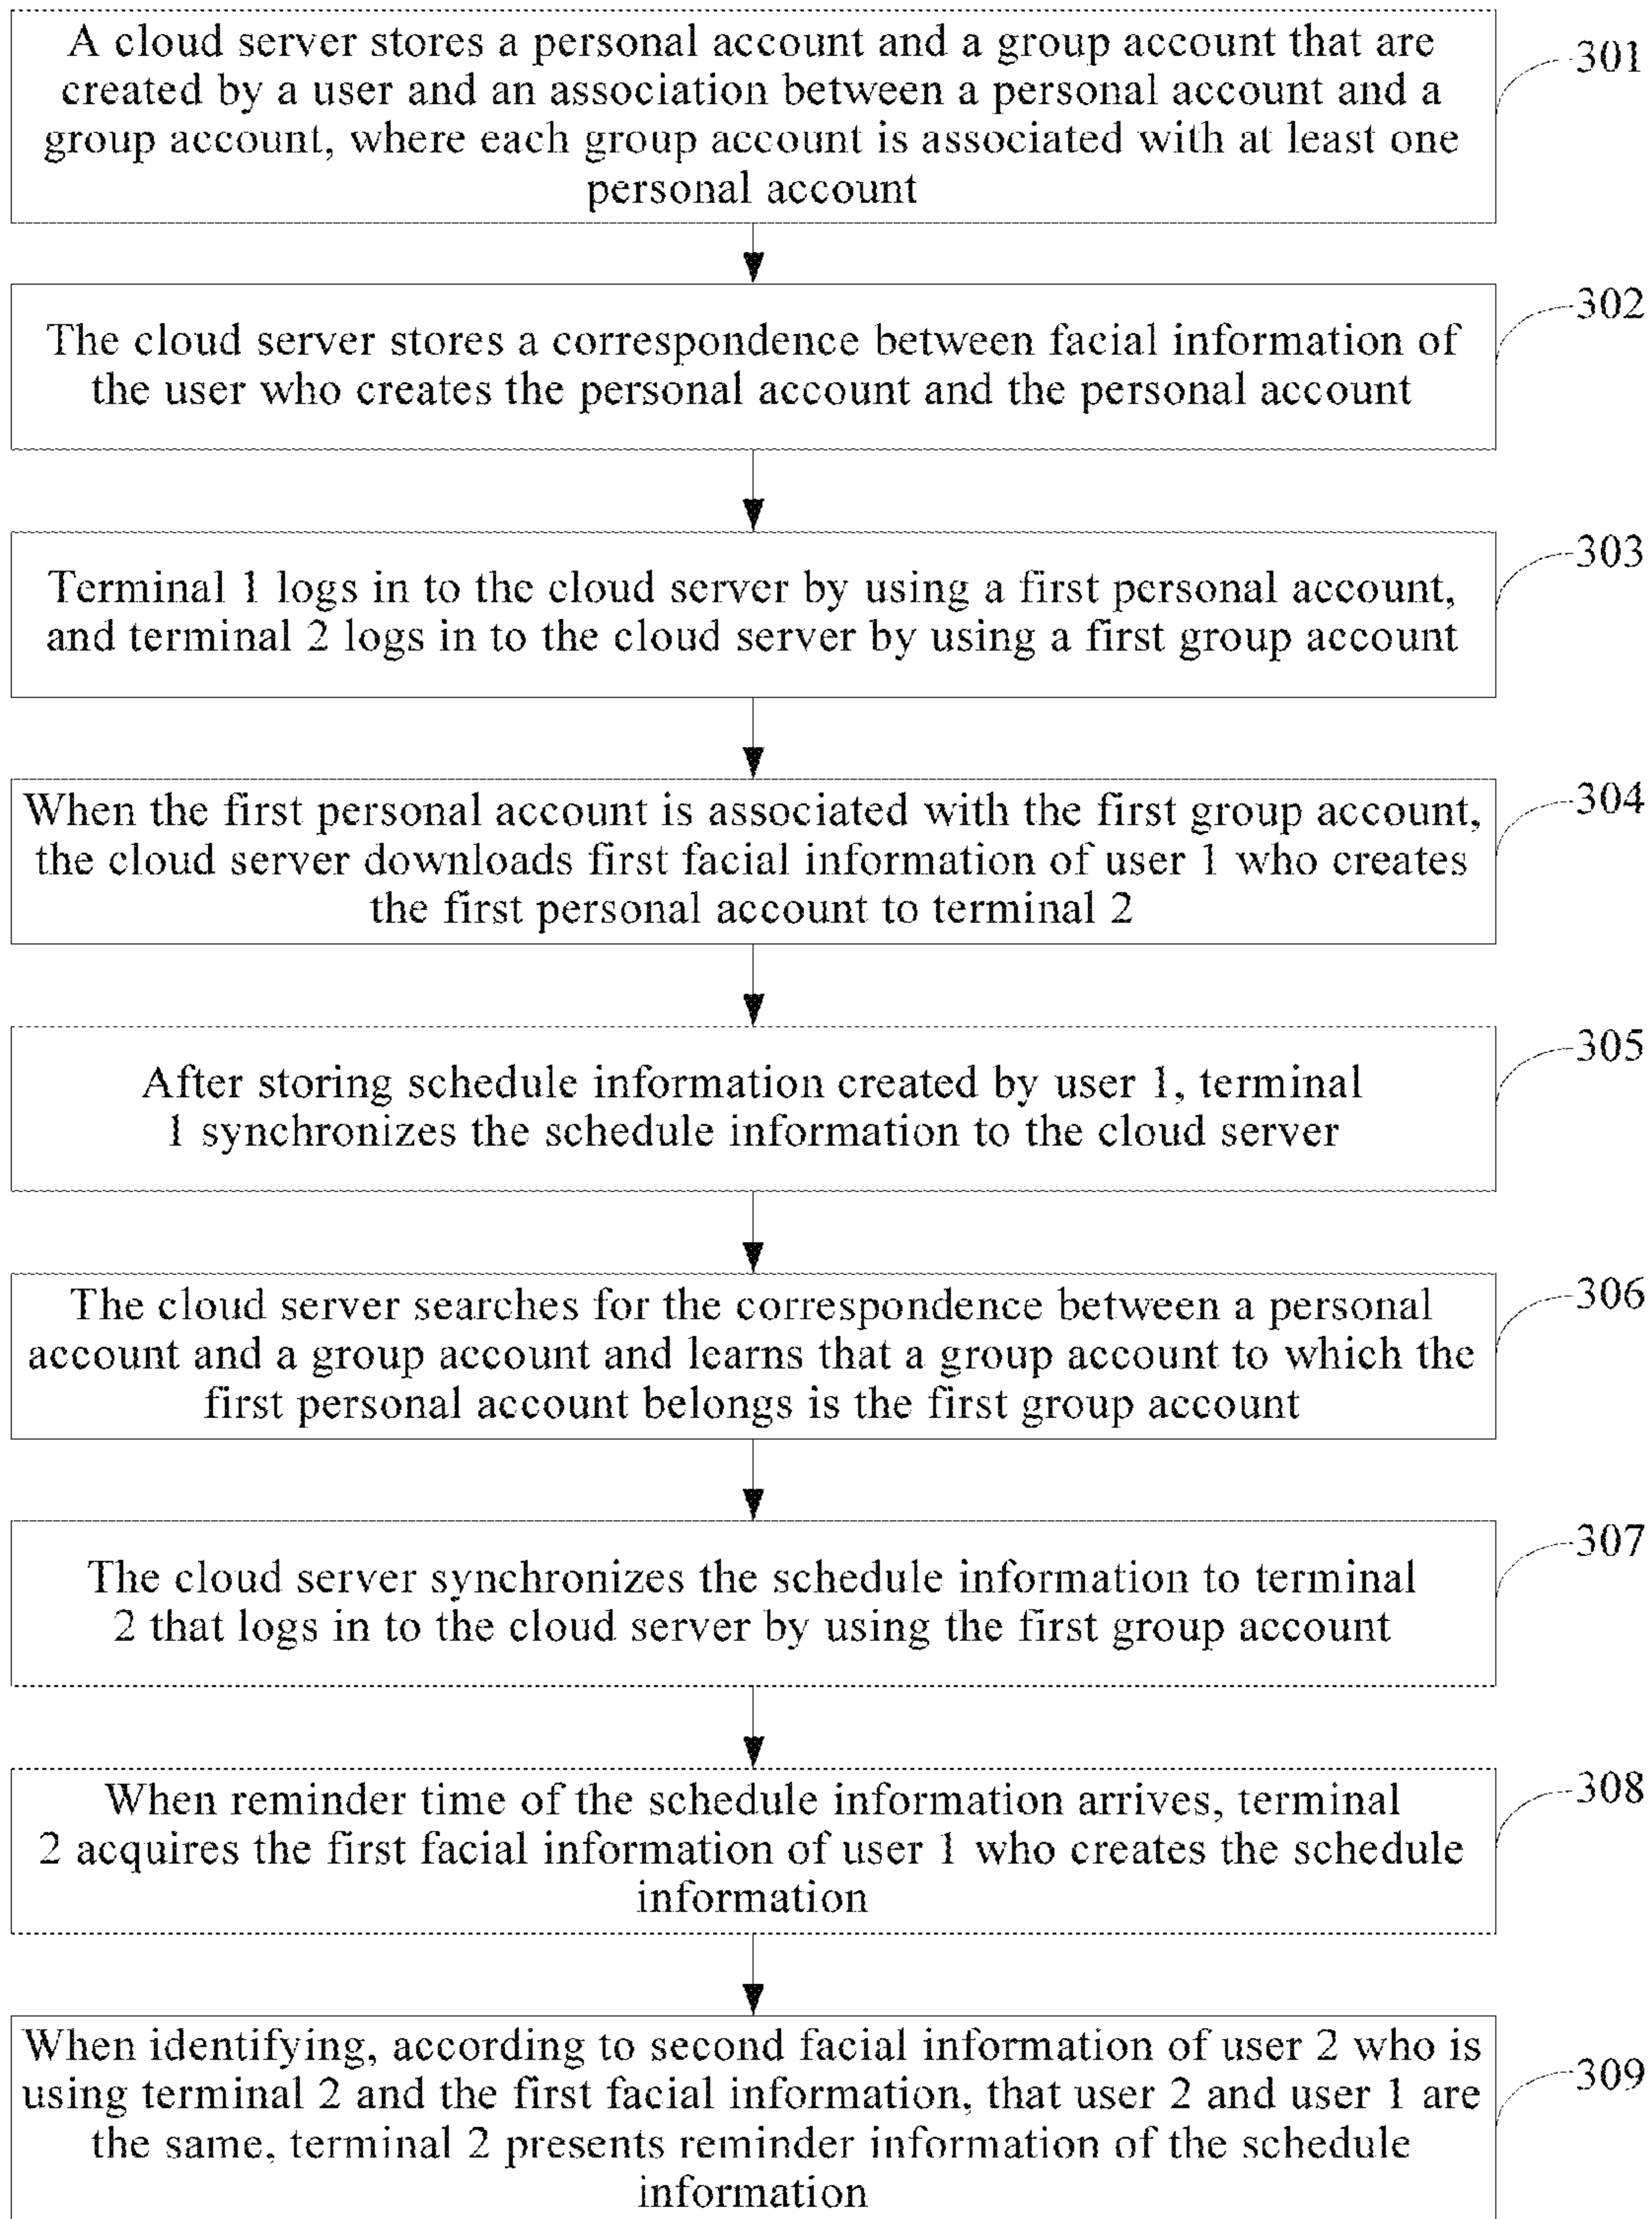 A cloud server stores a personal account and a group account that are
created by a user and an association between a personal account and a
group account, where each group account is associated with at least one
personal account
301
The cloud server stores a correspondence between facial information of
the user who creates the personal account and the personal account
302
Terminal 1 logs in to the cloud server by using a first personal account,
and terminal 2 logs in to the cloud server by using a first group account
303
When the first personal account is associated with the first group account,
the cloud server downloads first facial information of user 1 who creates
the first personal account to terminal 2
304
After storing schedule information created by user 1, terminal
1 synchronizes the schedule information to the cloud server
305
The cloud server searches for the correspondence between a personal
account and a group account and learns that a group account to which the
first personal account belongs is the first group account
306
The cloud server synchronizes the schedule information to terminal
2 that logs in to the cloud server by using the first group account
307
When reminder time of the schedule information arrives, terminal
2 acquires the first facial information of user 1 who creates the schedule
information
308
When identifying, according to second facial information of user 2 who is
using terminal 2 and the first facial information, that user 2 and user 1 are
the same, terminal 2 presents reminder information of the schedule
information
309